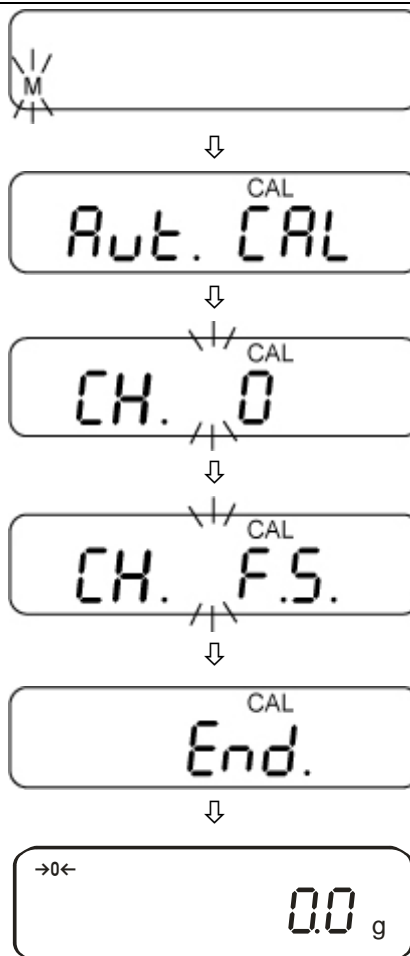 M
⇩
CAL
Aut. CAL
⇩
CAL
CH. 0
⇩
CAL
CH. F.S.
⇩
CAL
End.
⇩
→0←
0.0 g